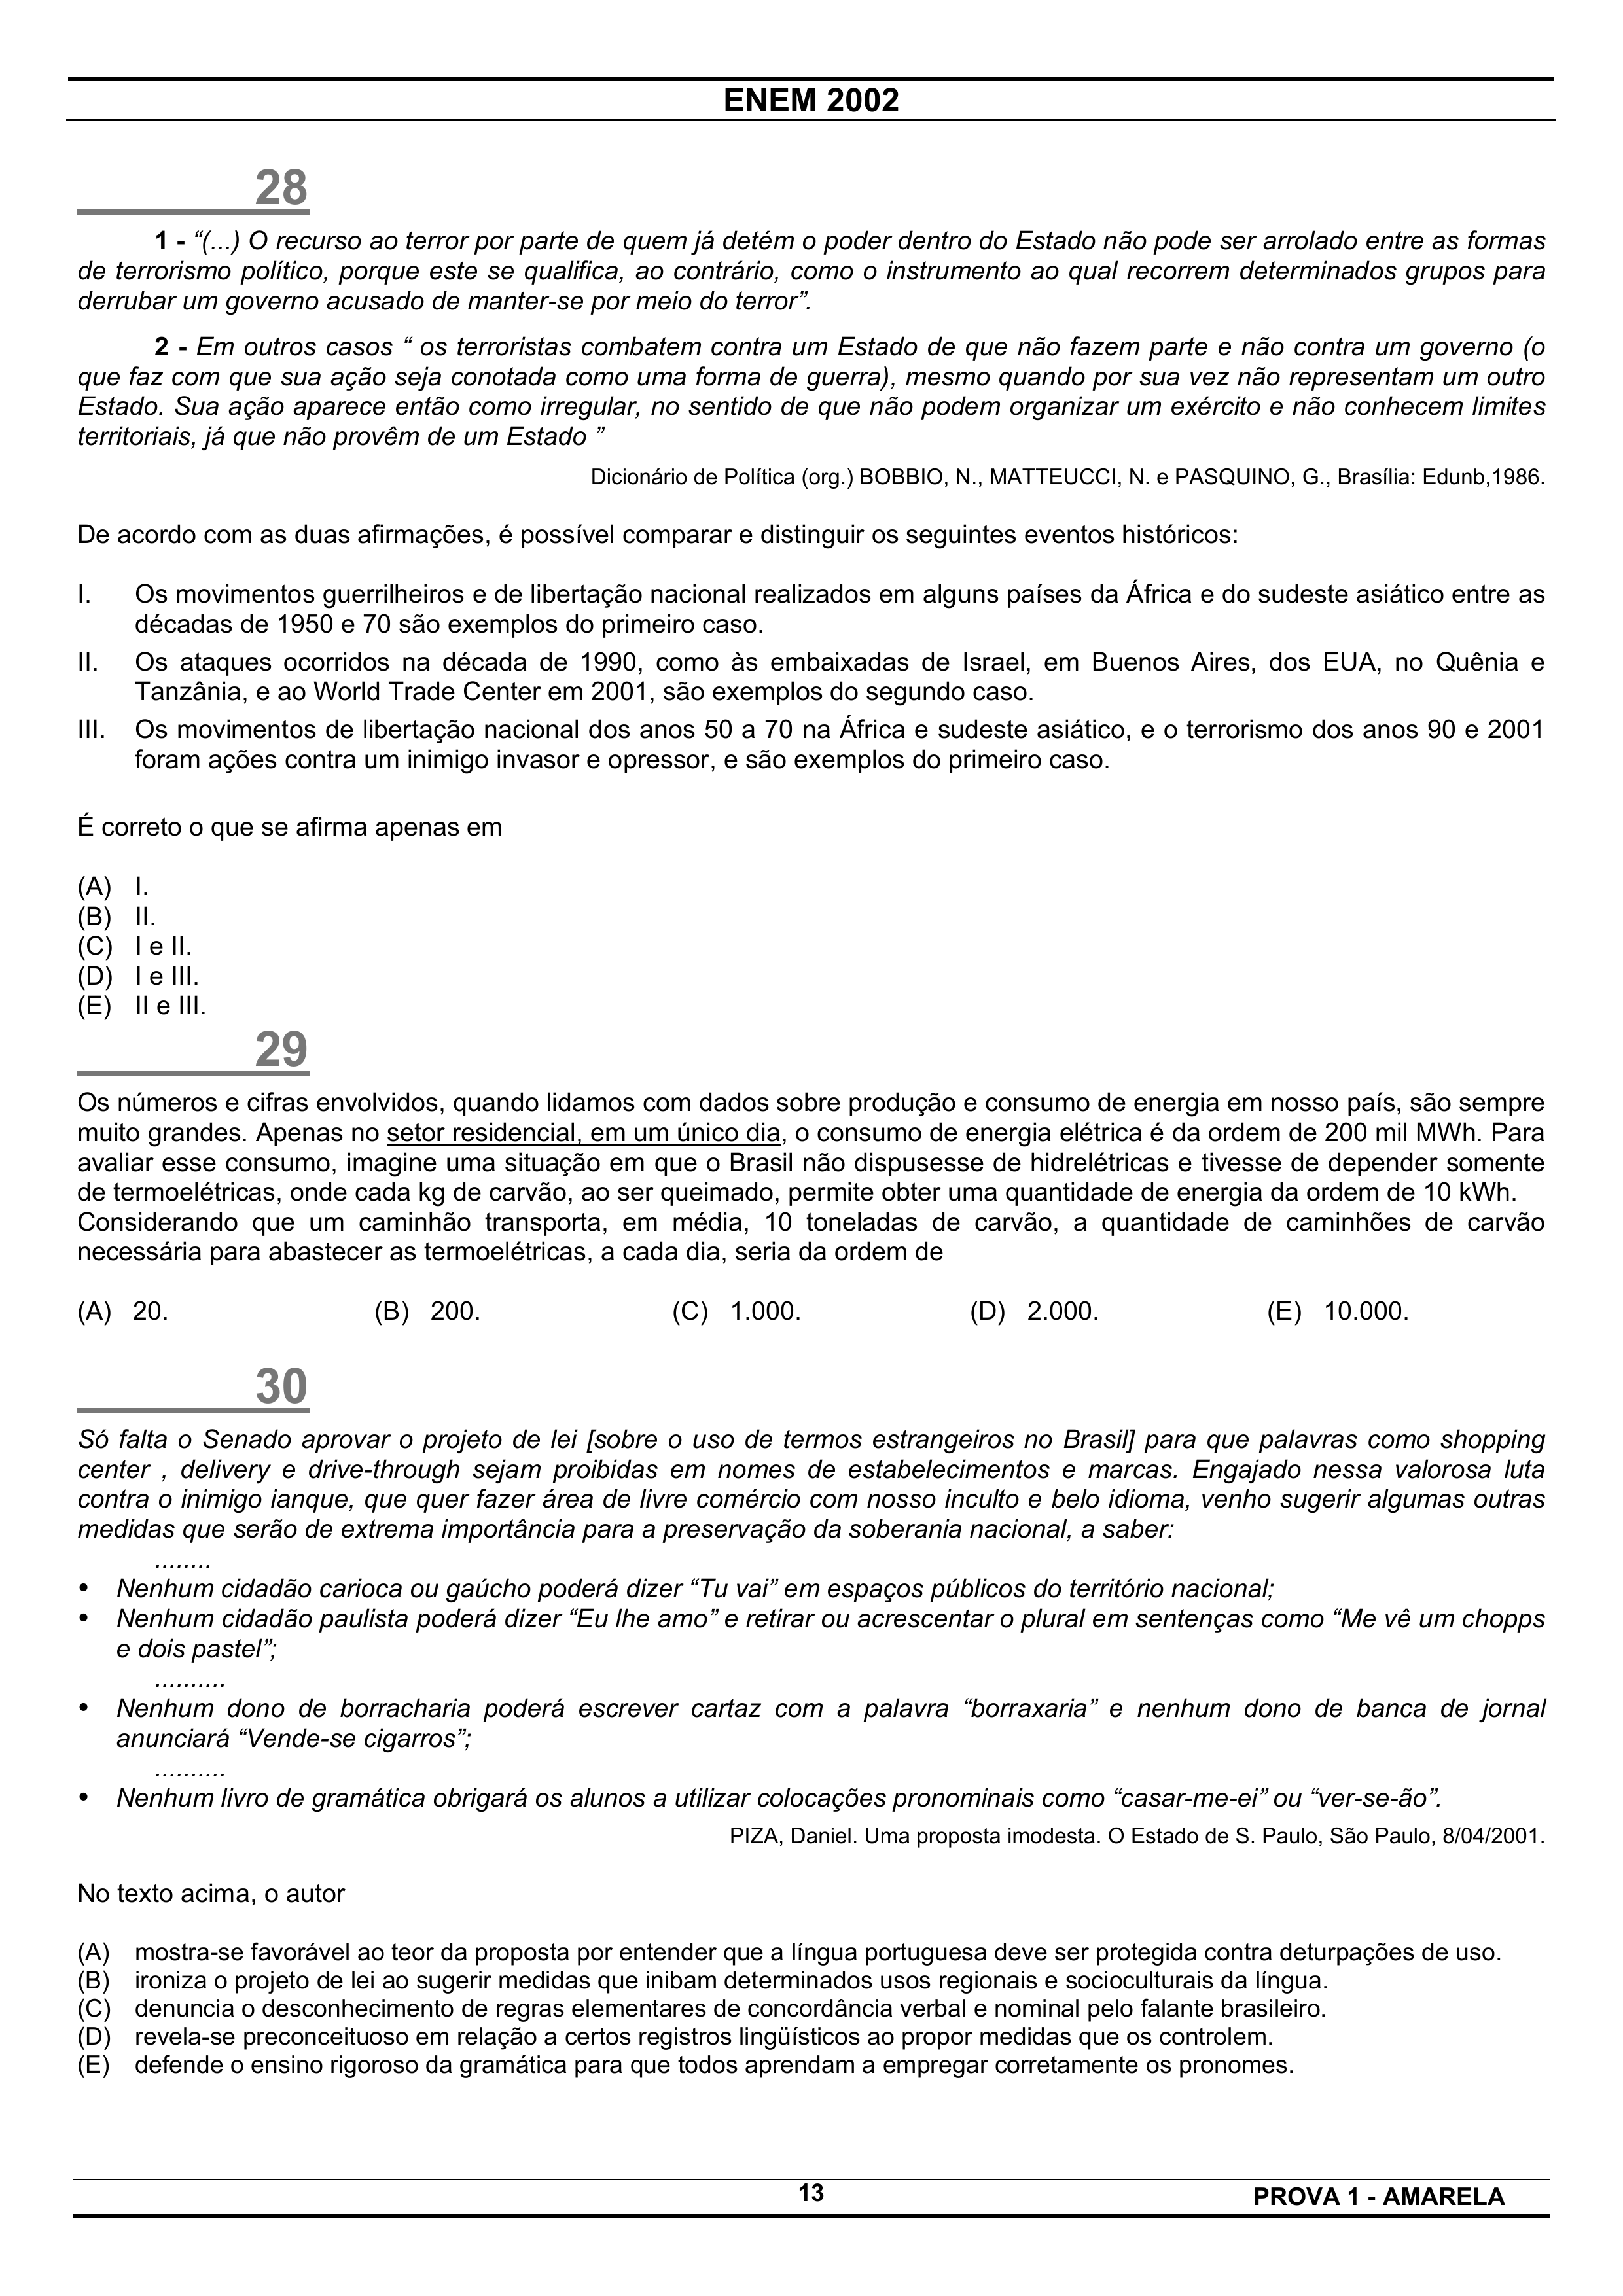 ENEM 2002
28
1 - “(...) O recurso ao terror por parte de quem já detém o poder dentro do Estado não pode ser arrolado entre as formas
de terrorismo político, porque este se qualifica, ao contrário, como o instrumento ao qual recorrem determinados grupos para
derrubar um governo acusado de manter-se por meio do terror”.
2 - Em outros casos “ os terroristas combatem contra um Estado de que não fazem parte e não contra um governo (o
que faz com que sua ação seja conotada como uma forma de guerra), mesmo quando por sua vez não representam um outro
Estado. Sua ação aparece então como irregular, no sentido de que não podem organizar um exército e não conhecem limites
territoriais, já que não provêm de um Estado ”
Dicionário de Política (org.) BOBBIO, N., MATTEUCCI, N. e PASQUINO, G., Brasília: Edunb,1986.
De acordo com as duas afirmações, é possível comparar e distinguir os seguintes eventos históricos:
I. Os movimentos guerrilheiros e de libertação nacional realizados em alguns países da África e do sudeste asiático entre as
décadas de 1950 e 70 são exemplos do primeiro caso.
II. Os ataques ocorridos na década de 1990, como às embaixadas de Israel, em Buenos Aires, dos EUA, no Quênia e
Tanzânia, e ao World Trade Center em 2001, são exemplos do segundo caso.
III. Os movimentos de libertação nacional dos anos 50 a 70 na África e sudeste asiático, e o terrorismo dos anos 90 e 2001
foram ações contra um inimigo invasor e opressor, e são exemplos do primeiro caso.
É correto o que se afirma apenas em
(A) I.
(B) II.
(C) I e II.
(D) I e III.
(E) II e III.
29
Os números e cifras envolvidos, quando lidamos com dados sobre produção e consumo de energia em nosso país, são sempre
muito grandes. Apenas no setor residencial, em um único dia, o consumo de energia elétrica é da ordem de 200 mil MWh. Para
avaliar esse consumo, imagine uma situação em que o Brasil não dispusesse de hidrelétricas e tivesse de depender somente
de termoelétricas, onde cada kg de carvão, ao ser queimado, permite obter uma quantidade de energia da ordem de 10 kWh.
Considerando que um caminhão transporta, em média, 10 toneladas de carvão, a quantidade de caminhões de carvão
necessária para abastecer as termoelétricas, a cada dia, seria da ordem de
(A) 20. (B) 200. (C) 1.000. (D) 2.000. (E) 10.000.
30
Só falta o Senado aprovar o projeto de lei [sobre o uso de termos estrangeiros no Brasil] para que palavras como shopping
center , delivery e drive-through sejam proibidas em nomes de estabelecimentos e marcas. Engajado nessa valorosa luta
contra o inimigo ianque, que quer fazer área de livre comércio com nosso inculto e belo idioma, venho sugerir algumas outras
medidas que serão de extrema importância para a preservação da soberania nacional, a saber:
........
• Nenhum cidadão carioca ou gaúcho poderá dizer “Tu vai” em espaços públicos do território nacional;
• Nenhum cidadão paulista poderá dizer “Eu lhe amo” e retirar ou acrescentar o plural em sentenças como “Me vê um chopps
e dois pastel”;
..........
• Nenhum dono de borracharia poderá escrever cartaz com a palavra “borraxaria” e nenhum dono de banca de jornal
anunciará “Vende-se cigarros”;
..........
• Nenhum livro de gramática obrigará os alunos a utilizar colocações pronominais como “casar-me-ei” ou “ver-se-ão”.
PIZA, Daniel. Uma proposta imodesta. O Estado de S. Paulo, São Paulo, 8/04/2001.
No texto acima, o autor
(A) mostra-se favorável ao teor da proposta por entender que a língua portuguesa deve ser protegida contra deturpações de uso.
(B) ironiza o projeto de lei ao sugerir medidas que inibam determinados usos regionais e socioculturais da língua.
(C) denuncia o desconhecimento de regras elementares de concordância verbal e nominal pelo falante brasileiro.
(D) revela-se preconceituoso em relação a certos registros lingüísticos ao propor medidas que os controlem.
(E) defende o ensino rigoroso da gramática para que todos aprendam a empregar corretamente os pronomes.
13
PROVA 1 - AMARELA